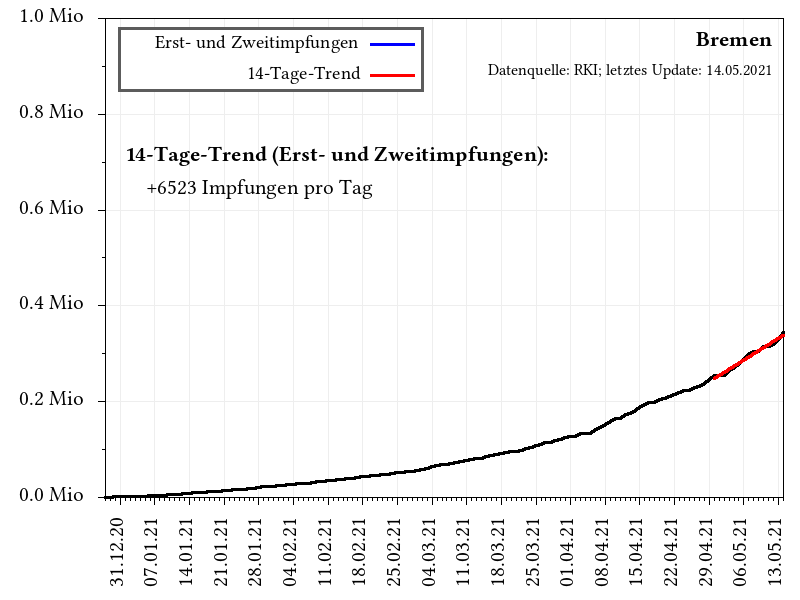 1.0 Mio
0.8 Mio
0.6 Mio
0.4 Mio
0.2 Mio
0.0 Mio
Erst- und Zweitimpfungen
14-Tage-Trend
Bremen
Datenquelle: RKI; letztes Update: 14.05.2021
14-Tage-Trend (Erst- und Zweitimpfungen):
+6523 Impfungen pro Tag
31.12.20
07.01.21
14.01.21
21.01.21
28.01.21
04.02.21
11.02.21
18.02.21
25.02.21
04.03.21
11.03.21
18.03.21
25.03.21
01.04.21
08.04.21
15.04.21
22.04.21
29.04.21
06.05.21
13.05.21